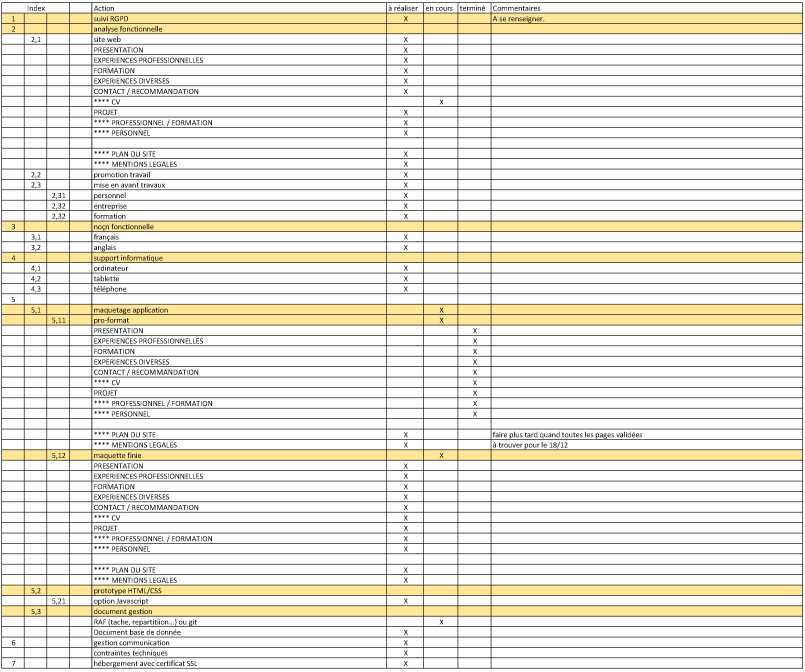 Index Action à réaliser en cours terminé Commentaires
1 suivi RGPD X A se renseigner.
2 analyse fonctionnelle
2,1 site web X
PRESENTATION X
EXPERIENCES PROFESSIONNELLES X
FORMATION X
EXPERIENCES DIVERSES X
CONTACT / RECOMMANDATION X
**** CV X
PROJET X
**** PROFESSIONNEL / FORMATION X
**** PERSONNEL X
**** PLAN DU SITE X
**** MENTIONS LEGALES X
2,2 promotion travail X
2,3 mise en avant travaux X
2,31 personnel X
2,32 entreprise X
2,32 formation X
3 noçn fonctionnelle
3,1 français X
3,2 anglais X
4 support informatique
4,1 ordinateur X
4,2 tablette X
4,3 téléphone X
5
5,1 maquetage application X
5,11 pro-format X
PRESENTATION X
EXPERIENCES PROFESSIONNELLES X
FORMATION X
EXPERIENCES DIVERSES X
CONTACT / RECOMMANDATION X
**** CV X
PROJET X
**** PROFESSIONNEL / FORMATION X
**** PERSONNEL X
**** PLAN DU SITE X faire plus tard quand toutes les pages validées
**** MENTIONS LEGALES X à trouver pour le 18/12
5,12 maquette finie X
PRESENTATION X
EXPERIENCES PROFESSIONNELLES X
FORMATION X
EXPERIENCES DIVERSES X
CONTACT / RECOMMANDATION X
**** CV X
PROJET X
**** PROFESSIONNEL / FORMATION X
**** PERSONNEL X
**** PLAN DU SITE X
**** MENTIONS LEGALES X
5,2 prototype HTML/CSS
5,21 option Javascript X
5,3 document gestion
RAF (tache, repartitiion...) ou git X
Document base de donnée X
6 gestion communication X
contraintes techniques X
7 hébergement avec certificat SSL X